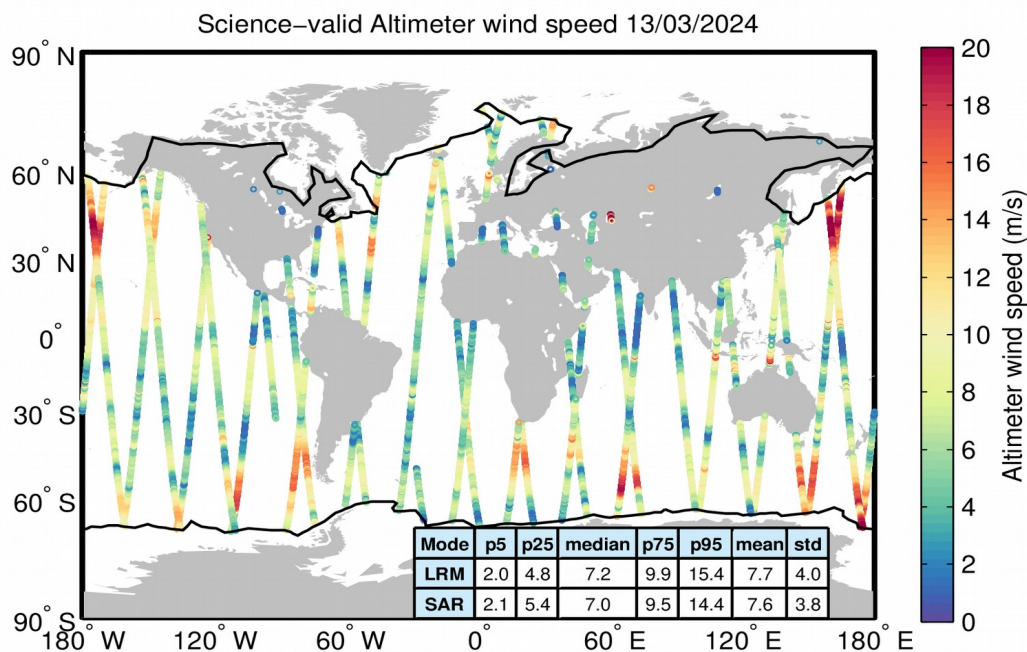 Science−valid Altimeter wind speed 13/03/2024
90° N
60° N
30° N
0°
30° S
60° S
90° S
180° W
120° W
60° W
0°
60° E
120° E
180° E
Mode p5 p25 median p75 p95 mean std
LRM 2.0 4.8 7.2 9.9 15.4 7.7 4.0
SAR 2.1 5.4 7.0 9.5 14.4 7.6 3.8
20
18
16
14
12
10
8
6
4
2
0
Altimeter wind speed (m/s)